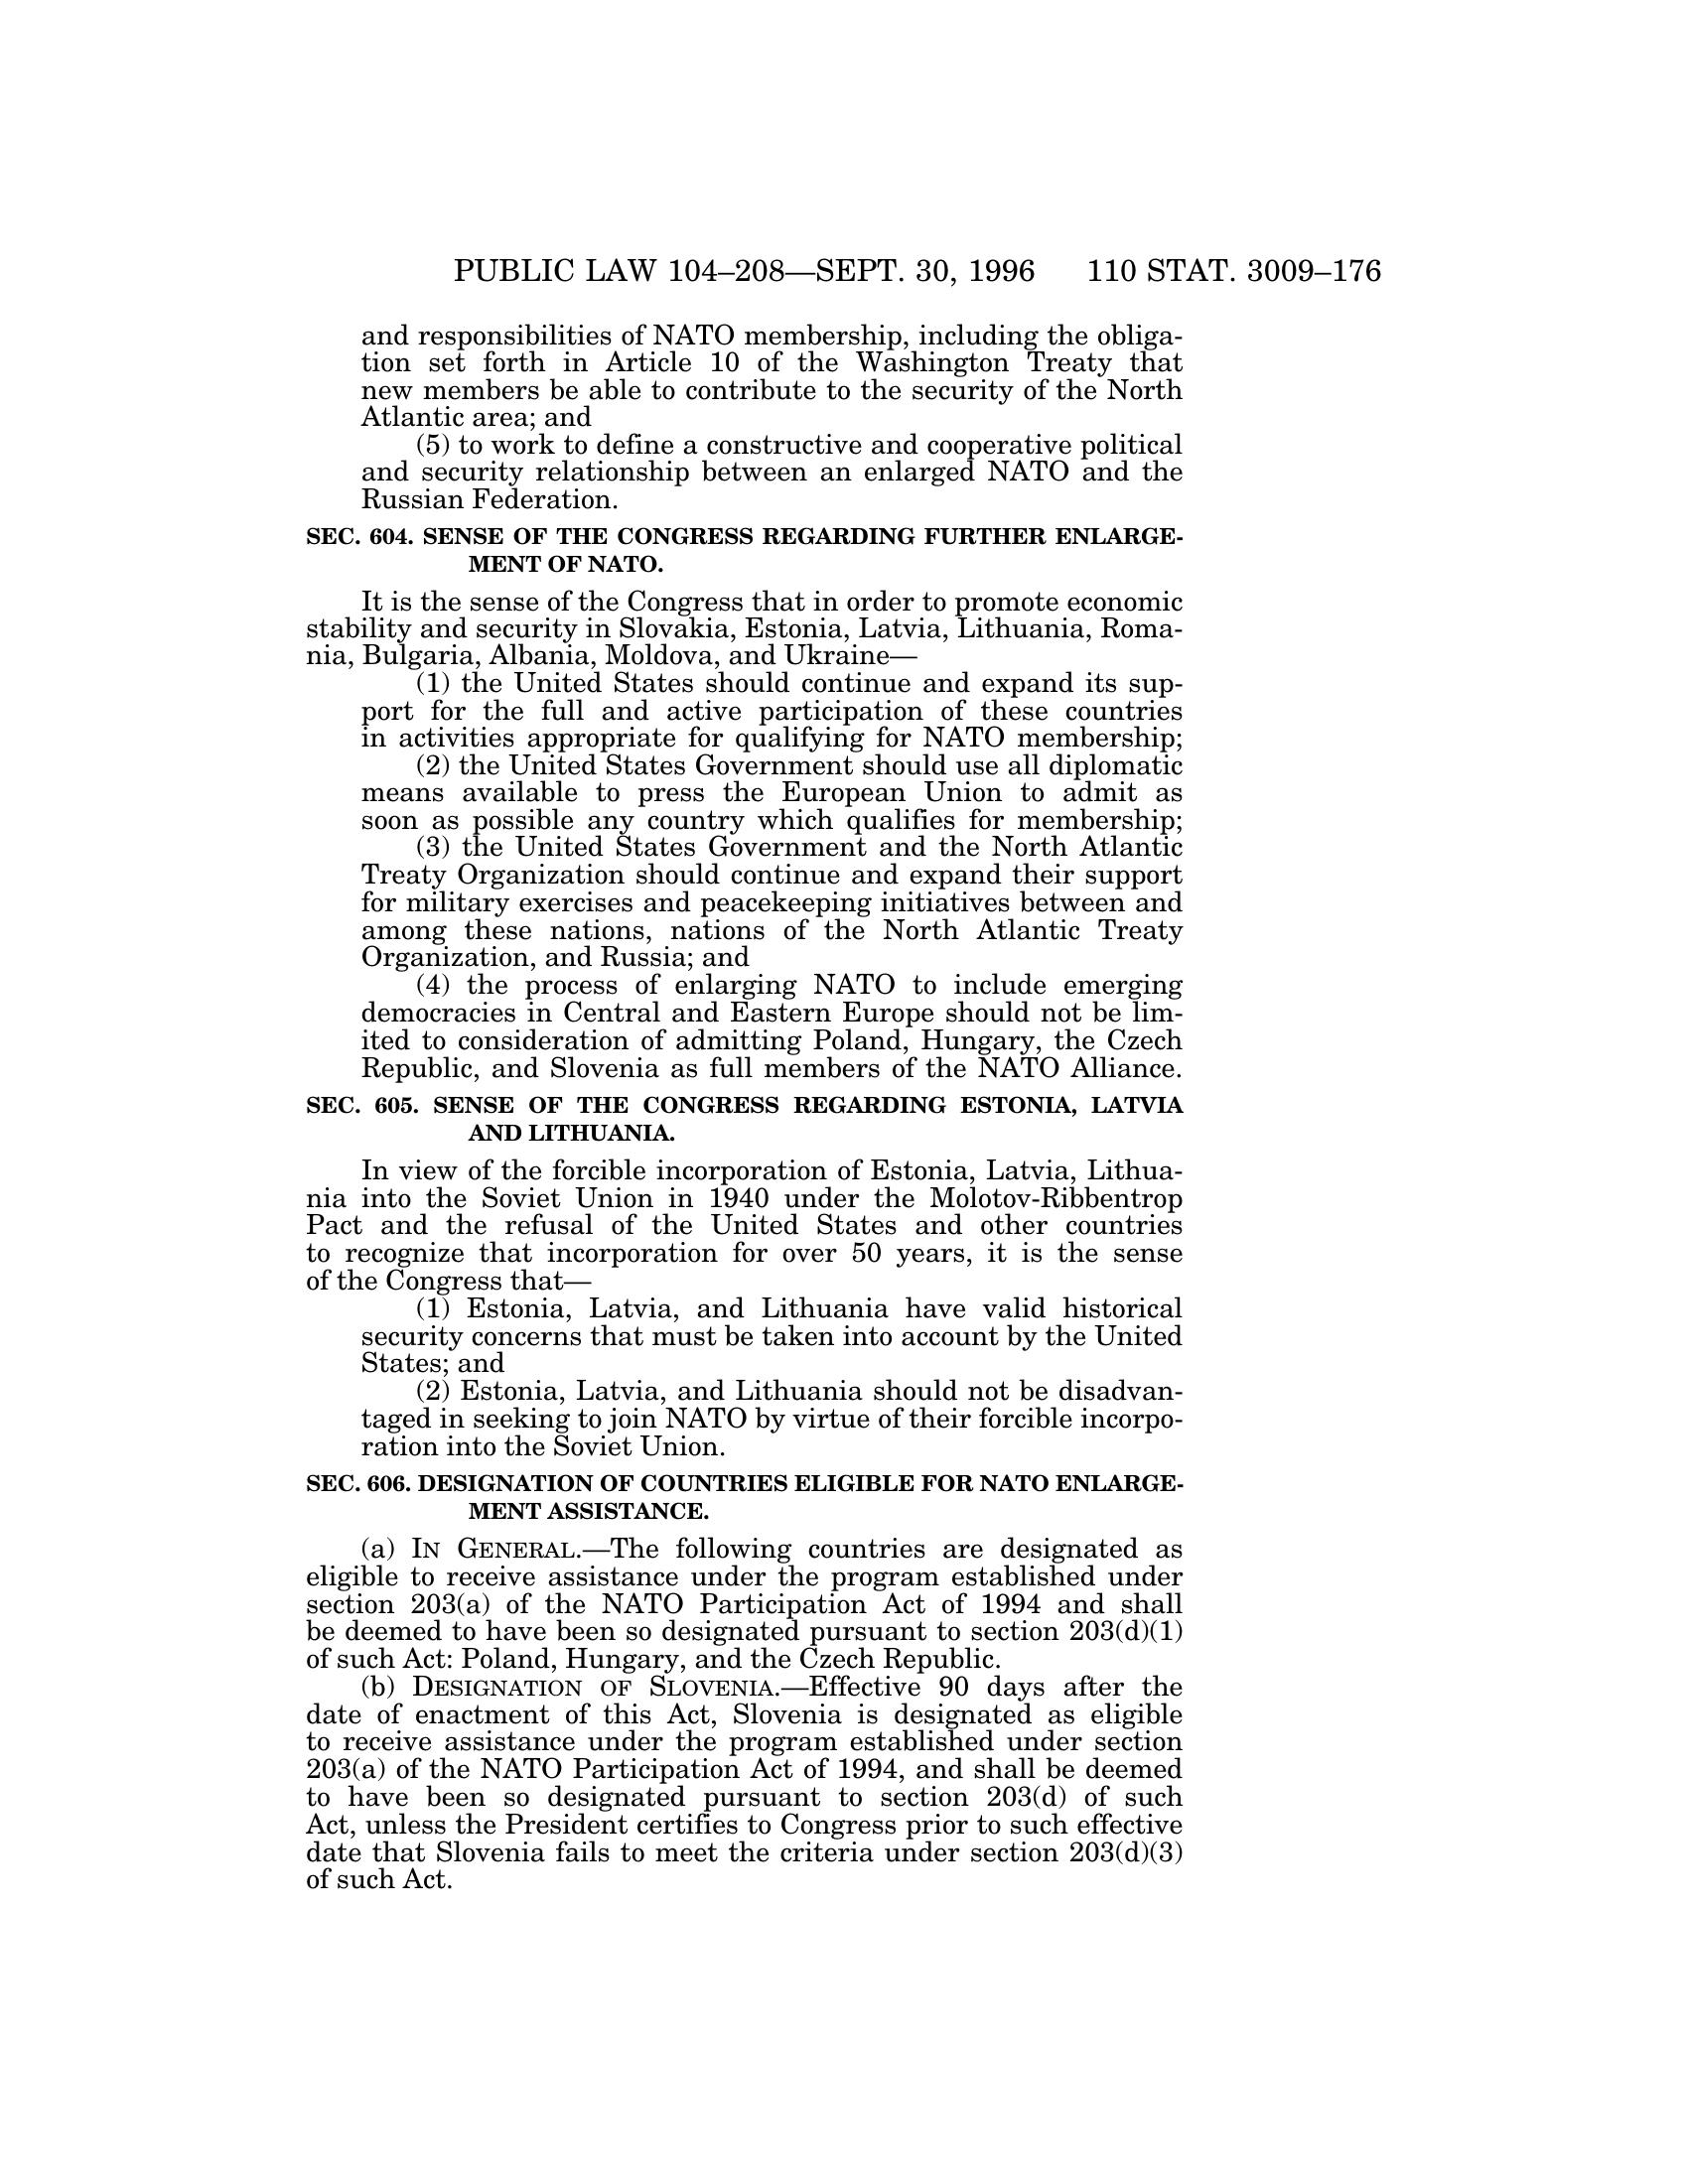 PUBLIC LAW 104–208—SEPT. 30, 1996 110 STAT. 3009–176
and responsibilities of NATO membership, including the obliga-
tion set forth in Article 10 of the Washington Treaty that
new members be able to contribute to the security of the North
Atlantic area; and
(5) to work to define a constructive and cooperative political
and security relationship between an enlarged NATO and the
Russian Federation.
SEC. 604. SENSE OF THE CONGRESS REGARDING FURTHER ENLARGE-
MENT OF NATO.
It is the sense of the Congress that in order to promote economic
stability and security in Slovakia, Estonia, Latvia, Lithuania, Roma-
nia, Bulgaria, Albania, Moldova, and Ukraine—
(1) the United States should continue and expand its sup-
port for the full and active participation of these countries
in activities appropriate for qualifying for NATO membership;
(2) the United States Government should use all diplomatic
means available to press the European Union to admit as
soon as possible any country which qualifies for membership;
(3) the United States Government and the North Atlantic
Treaty Organization should continue and expand their support
for military exercises and peacekeeping initiatives between and
among these nations, nations of the North Atlantic Treaty
Organization, and Russia; and
(4) the process of enlarging NATO to include emerging
democracies in Central and Eastern Europe should not be lim-
ited to consideration of admitting Poland, Hungary, the Czech
Republic, and Slovenia as full members of the NATO Alliance.
SEC. 605. SENSE OF THE CONGRESS REGARDING ESTONIA, LATVIA
AND LITHUANIA.
In view of the forcible incorporation of Estonia, Latvia, Lithua-
nia into the Soviet Union in 1940 under the Molotov-Ribbentrop
Pact and the refusal of the United States and other countries
to recognize that incorporation for over 50 years, it is the sense
of the Congress that—
(1) Estonia, Latvia, and Lithuania have valid historical
security concerns that must be taken into account by the United
States; and
(2) Estonia, Latvia, and Lithuania should not be disadvan-
taged in seeking to join NATO by virtue of their forcible incorpo-
ration into the Soviet Union.
SEC. 606. DESIGNATION OF COUNTRIES ELIGIBLE FOR NATO ENLARGE-
MENT ASSISTANCE.
(a) IN GENERAL.—The following countries are designated as
eligible to receive assistance under the program established under
section 203(a) of the NATO Participation Act of 1994 and shall
be deemed to have been so designated pursuant to section 203(d)(1)
of such Act: Poland, Hungary, and the Czech Republic.
(b) DESIGNATION OF SLOVENIA.—Effective 90 days after the
date of enactment of this Act, Slovenia is designated as eligible
to receive assistance under the program established under section
203(a) of the NATO Participation Act of 1994, and shall be deemed
to have been so designated pursuant to section 203(d) of such
Act, unless the President certifies to Congress prior to such effective
date that Slovenia fails to meet the criteria under section 203(d)(3)
of such Act.